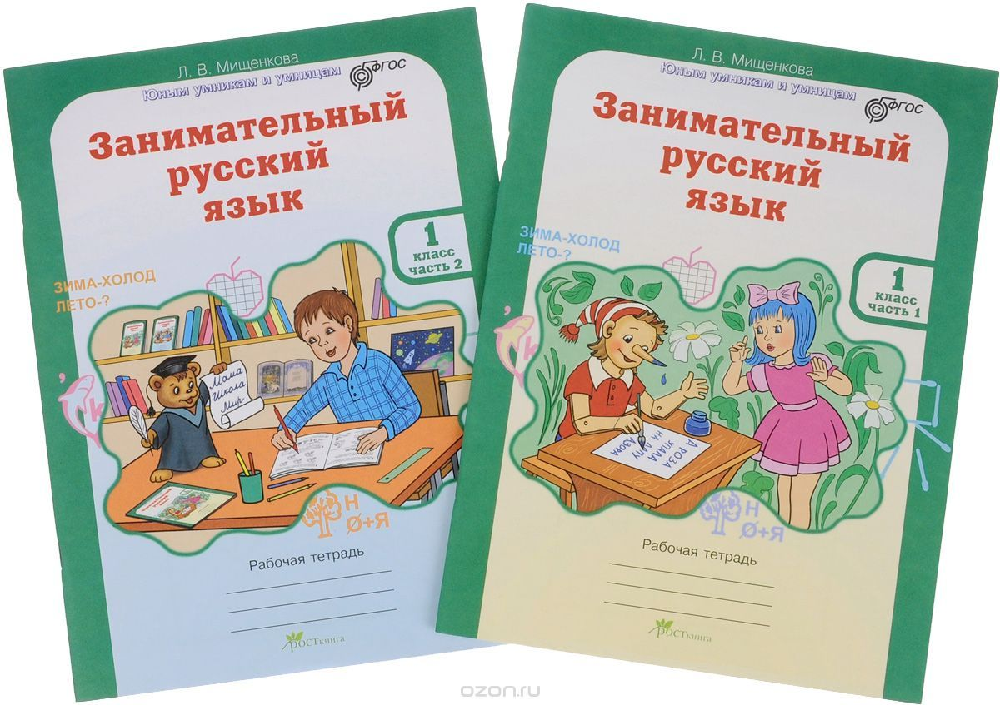 Л. В. Мищенкова
Юным умникам и умницам
ФГОС
Занимательный
русский
язык
1
класс
часть 2
ЗИМА-ХОЛОД
ЛЕТО-?
Мама
Школа
Мир
К
Н
Ø+Я
Рабочая тетрадь
РОСТкнига
Л. В. Мищенкова
Юным умникам и умницам
ФГОС
Занимательный
русский
язык
1
класс
часть 1
ЗИМА-ХОЛОД
ЛЕТО-?
А РОЗА
УПАЛА
НА ЛАПУ
АЗОРА
К
Н
Ø+Я
Рабочая тетрадь
РОСТкнига
ozon.ru